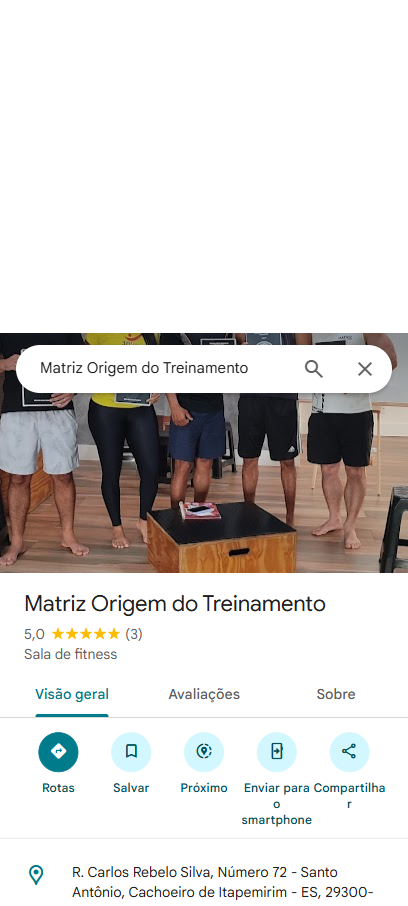 Matriz Origem do Treinamento
Matriz Origem do Treinamento
5,0 (3)
Sala de fitness
Visão geral Avaliações Sobre
Rotas Salvar Próximo Enviar para o smartphone Compartilhar
R. Carlos Rebelo Silva, Número 72 - Santo
Antônio, Cachoeiro de Itapemirim - ES, 29300-